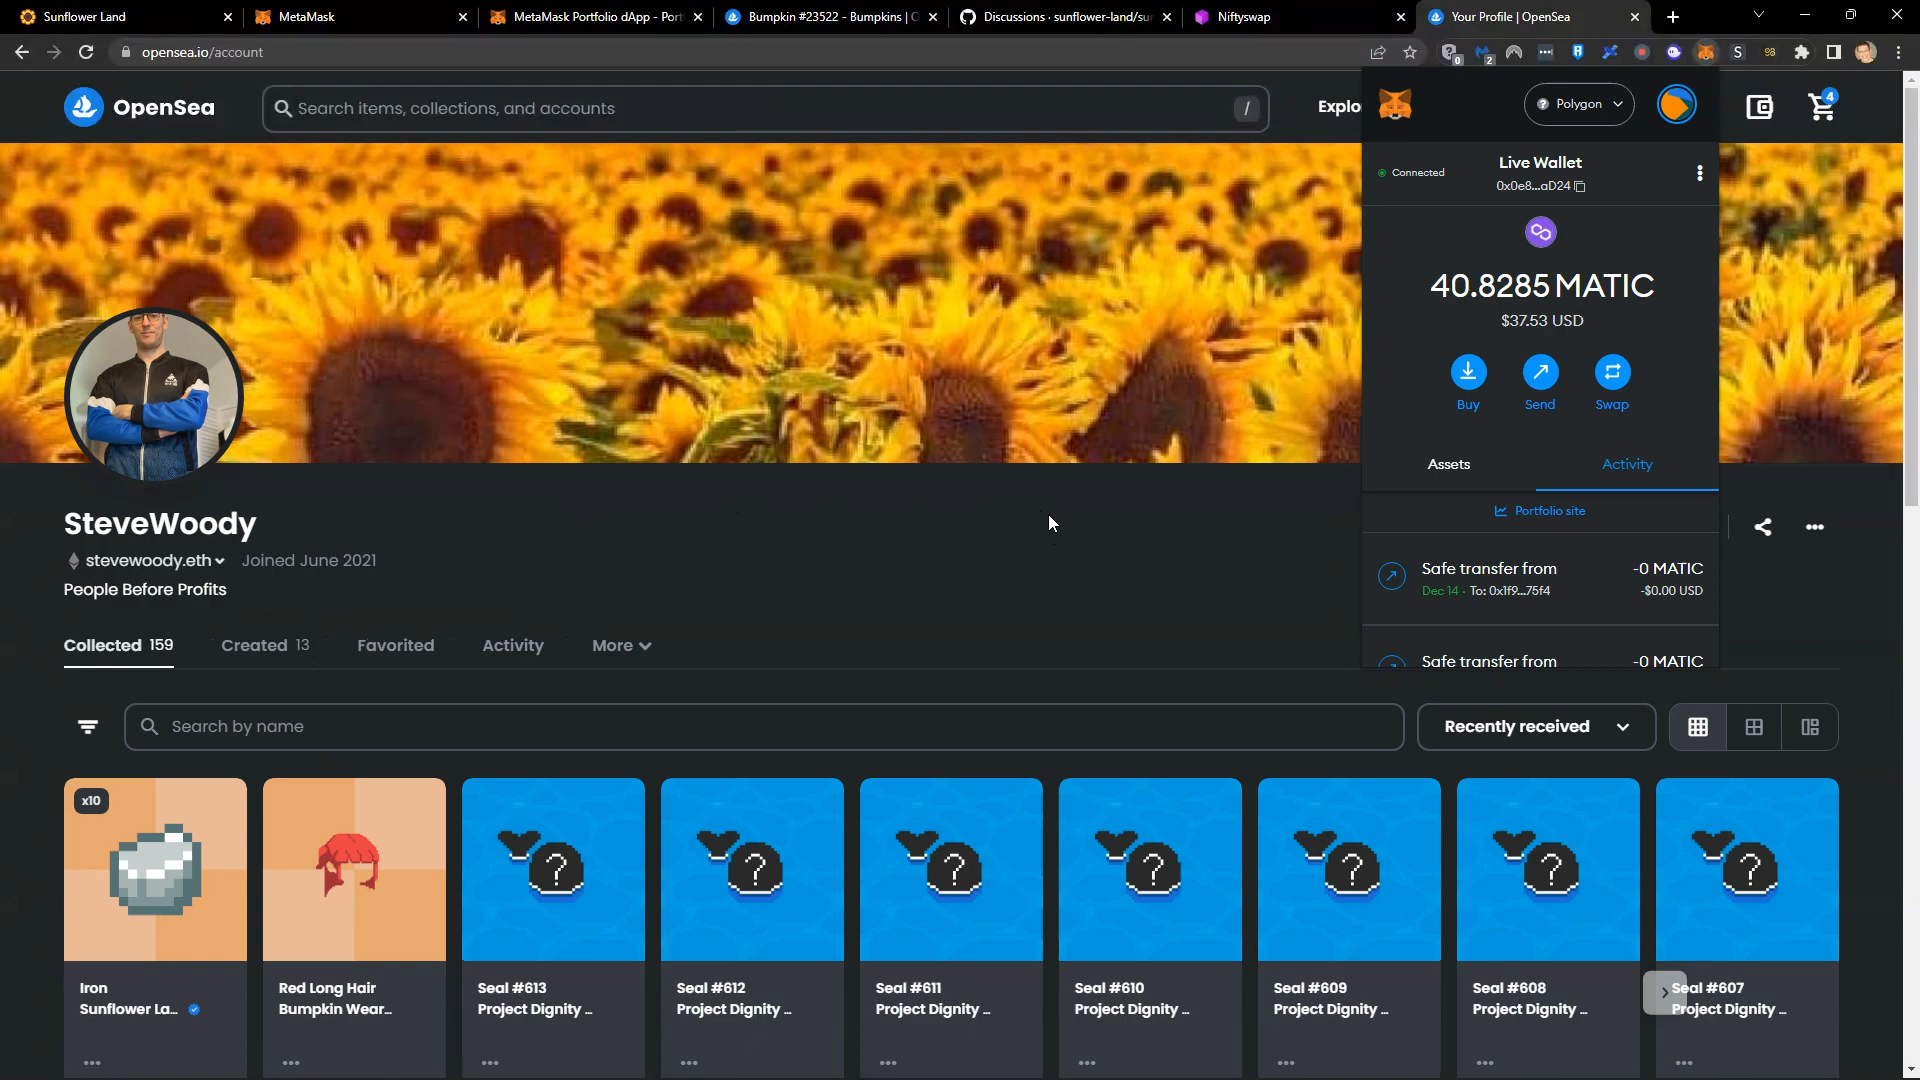 Sunflower Land
MetaMask
MetaMask Portfolio dApp - Port
Bumpkin #23522 - Bumpkins | O
Discussions · sunflower-land/su
Niftyswap
Your Profile | OpenSea
opensea.io/account
0
2
S
98
OpenSea
Search items, collections, and accounts
/
Explo
Polygon
4
Connected
Live Wallet
0x0e8...aD24
40.8285 MATIC
$37.53 USD
Buy
Send
Swap
Assets
Activity
Portfolio site
Safe transfer from
-0 MATIC
Dec 14 · To: 0x1f9...75f4
-$0.00 USD
Safe transfer from
-0 MATIC
SteveWoody
stevewoody.eth
Joined June 2021
People Before Profits
Collected 159
Created 13
Favorited
Activity
More
Search by name
Recently received
x10
?
?
?
?
?
?
?
Iron
Sunflower La...
Red Long Hair
Bumpkin Wear...
Seal #613
Project Dignity ...
Seal #612
Project Dignity ...
Seal #611
Project Dignity ...
Seal #610
Project Dignity ...
Seal #609
Project Dignity ...
Seal #608
Project Dignity ...
Seal #607
Project Dignity ...